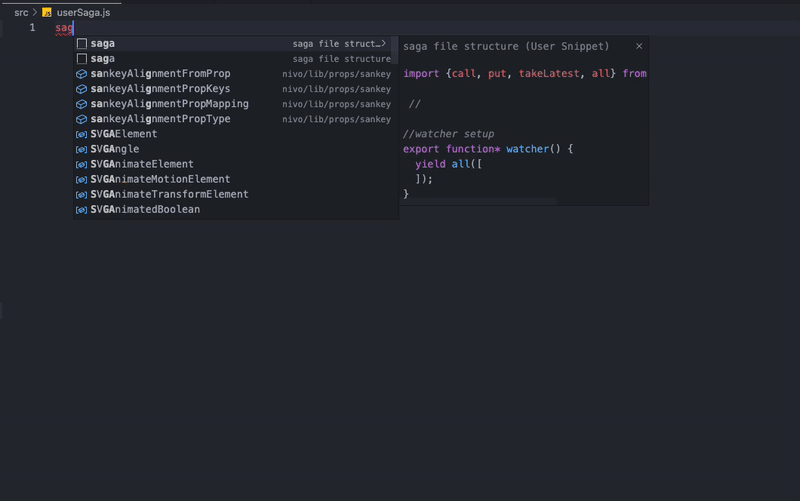 src > JS userSaga.js
1 sag
saga saga file struct…>
saga saga file structure
sankeyAlignmentFromProp nivo/lib/props/sankey
sankeyAlignmentPropKeys nivo/lib/props/sankey
sankeyAlignmentPropMapping nivo/lib/props/sankey
sankeyAlignmentPropType nivo/lib/props/sankey
SVGAElement
SVGAngle
SVGAnimateElement
SVGAnimateMotionElement
SVGAnimateTransformElement
SVGAnimatedBoolean
saga file structure (User Snippet) ×
import {call, put, takeLatest, all} from
//
//watcher setup
export function* watcher() {
yield all([
]);
}